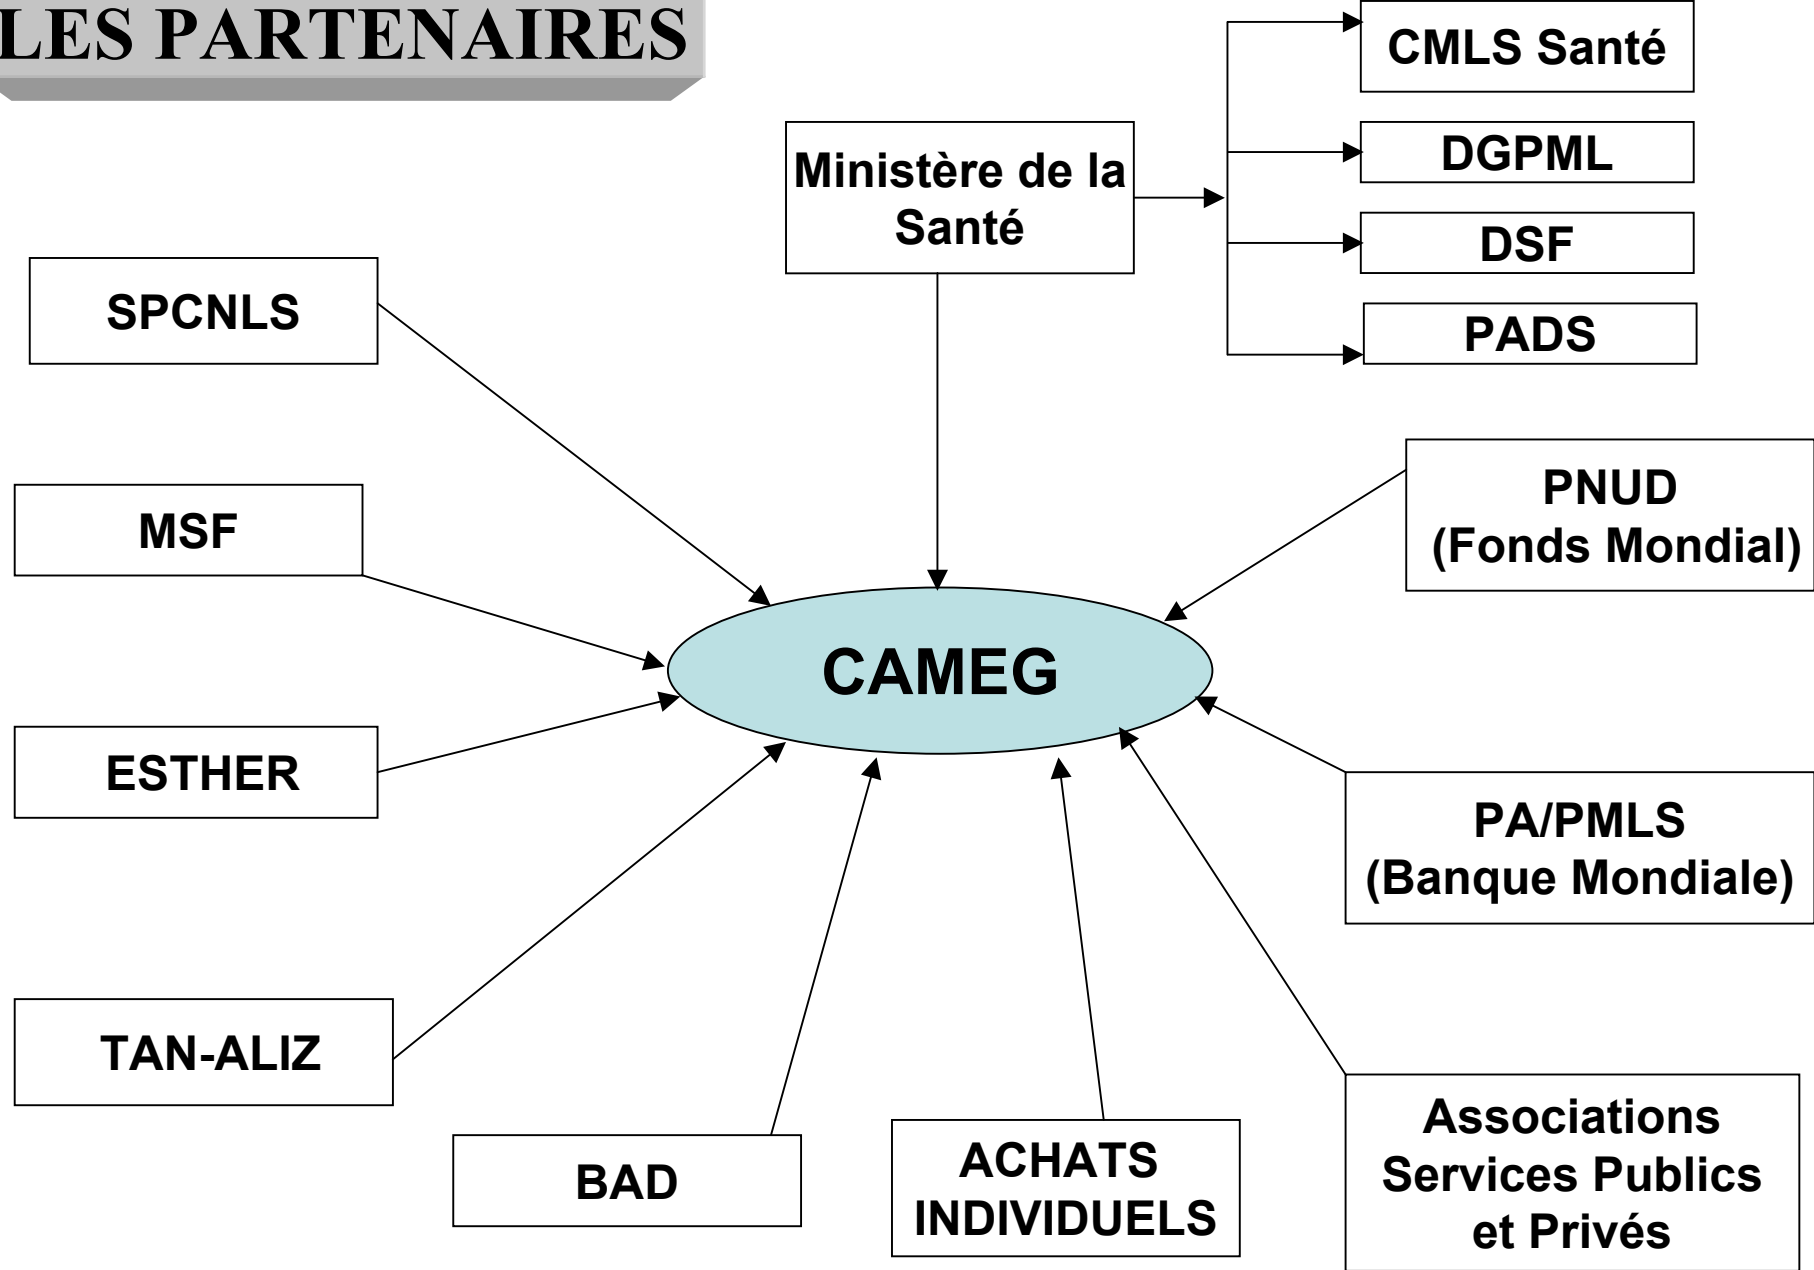 LES PARTENAIRES
CMLS Santé
Ministère de la
Santé
DGPML
DSF
PADS
SPCNLS
MSF
PNUD
(Fonds Mondial)
CAMEG
ESTHER
PA/PMLS
(Banque Mondiale)
TAN-ALIZ
BAD
ACHATS
INDIVIDUELS
Associations
Services Publics
et Privés